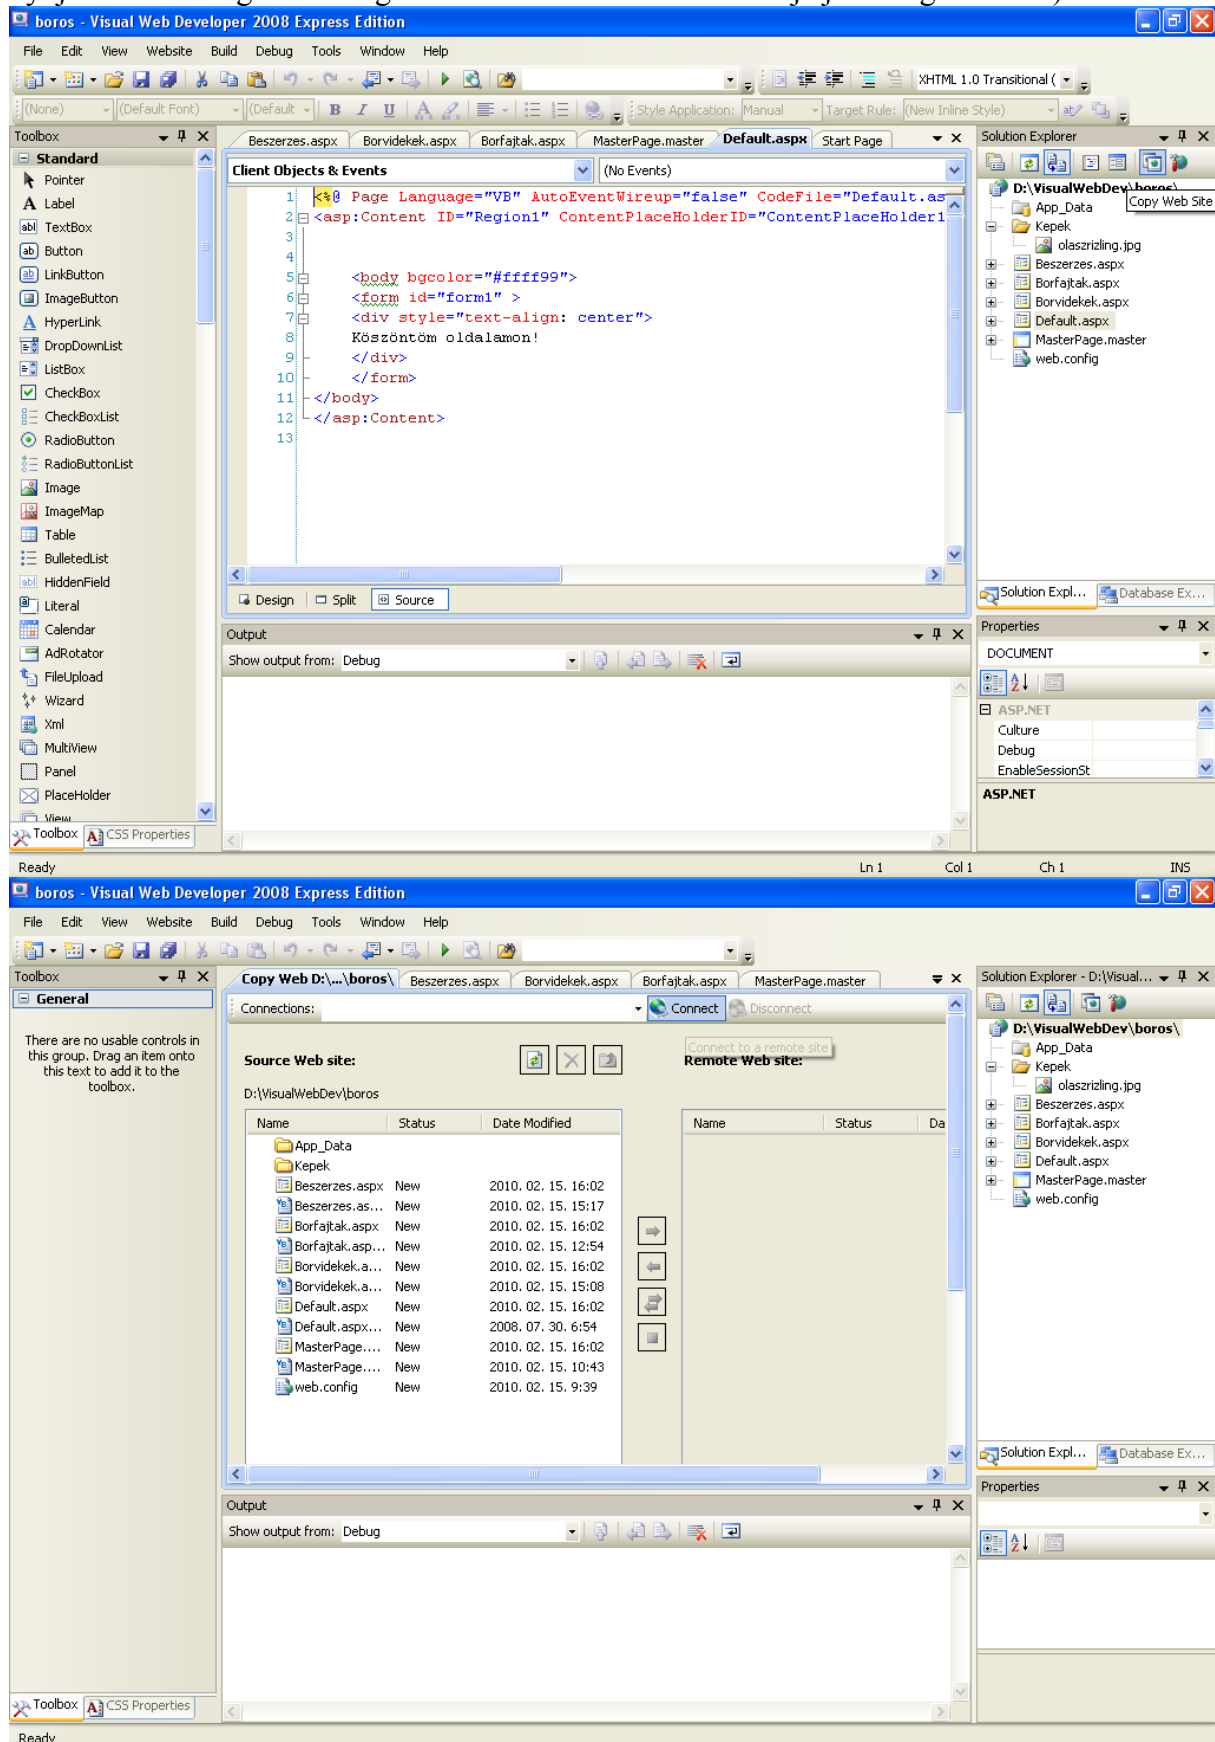 boros - Visual Web Developer 2008 Express Edition
File Edit View Website Build Debug Tools Window Help
XHTML 1.0 Transitional (
(None) (Default Font) (Default B I U A Style Application: Manual Target Rule: (New Inline Style)
Toolbox
Standard
Pointer
Label
TextBox
Button
LinkButton
ImageButton
HyperLink
DropDownList
ListBox
CheckBox
CheckBoxList
RadioButton
RadioButtonList
Image
ImageMap
Table
BulletedList
HiddenField
Literal
Calendar
AdRotator
FileUpload
Wizard
Xml
MultiView
Panel
PlaceHolder
View
Toolbox CSS Properties
Beszerzes.aspx Borvidekek.aspx Borfajtak.aspx MasterPage.master Default.aspx Start Page
Client Objects & Events (No Events)
1 <%@ Page Language="VB" AutoEventWireup="false" CodeFile="Default.as
2 <asp:Content ID="Region1" ContentPlaceHolderID="ContentPlaceHolder1
3
4
5 <body bgcolor="#ffff99">
6 <form id="form1" >
7 <div style="text-align: center">
8 Köszöntöm oldalamon!
9 </div>
10 </form>
11 </body>
12 </asp:Content>
13
Design Split Source
Output
Show output from: Debug
Solution Explorer
D:\VisualWebDev\boros\
Copy Web Site
App_Data
Kepek
olaszrizling.jpg
Beszerzes.aspx
Borfajtak.aspx
Borvidekek.aspx
Default.aspx
MasterPage.master
web.config
Solution Expl... Database Ex...
Properties
DOCUMENT
ASP.NET
Culture
Debug
EnableSessionSt
ASP.NET
Ready Ln 1 Col 1 Ch 1 INS
boros - Visual Web Developer 2008 Express Edition
File Edit View Website Build Debug Tools Window Help
Toolbox
General
There are no usable controls in
this group. Drag an item onto
this text to add it to the
toolbox.
Toolbox CSS Properties
Copy Web D:\...\boros\ Beszerzes.aspx Borvidekek.aspx Borfajtak.aspx MasterPage.master
Connections: Connect Disconnect
Connect to a remote site
Source Web site: Remote Web site:
D:\VisualWebDev\boros
Name Status Date Modified Name Status Da
App_Data
Kepek
Beszerzes.aspx New 2010. 02. 15. 16:02
Beszerzes.as... New 2010. 02. 15. 15:17
Borfajtak.aspx New 2010. 02. 15. 16:02
Borfajtak.asp... New 2010. 02. 15. 12:54
Borvidekek.a... New 2010. 02. 15. 16:02
Borvidekek.a... New 2010. 02. 15. 15:08
Default.aspx New 2010. 02. 15. 16:02
Default.aspx... New 2008. 07. 30. 6:54
MasterPage.... New 2010. 02. 15. 16:02
MasterPage.... New 2010. 02. 15. 10:43
web.config New 2010. 02. 15. 9:39
Output
Show output from: Debug
Solution Explorer - D:\Visual...
D:\VisualWebDev\boros\
App_Data
Kepek
olaszrizling.jpg
Beszerzes.aspx
Borfajtak.aspx
Borvidekek.aspx
Default.aspx
MasterPage.master
web.config
Solution Expl... Database Ex...
Properties
Ready